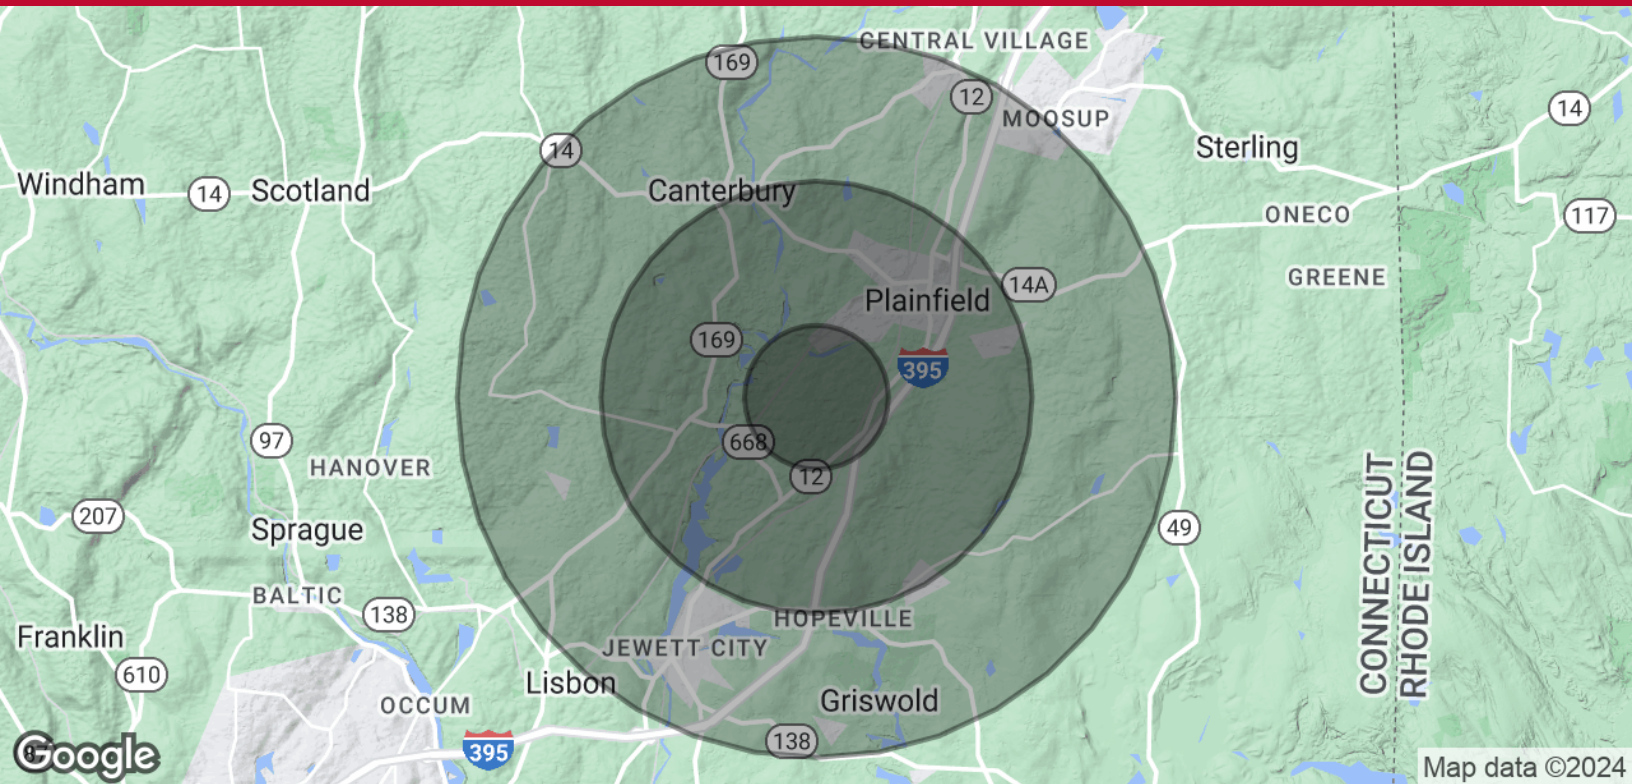 CENTRAL VILLAGE
169
12
MOOSUP
14
14
Sterling
Windham
14
Scotland
Canterbury
ONECO
117
GREENE
14A
Plainfield
169
395
97
668
HANOVER
12
207
Sprague
49
CONNECTICUT
RHODE ISLAND
BALTIC
138
HOPEVILLE
Franklin
JEWETT CITY
610
Lisbon
OCCUM
Griswold
138
395
Google
Map data ©2024